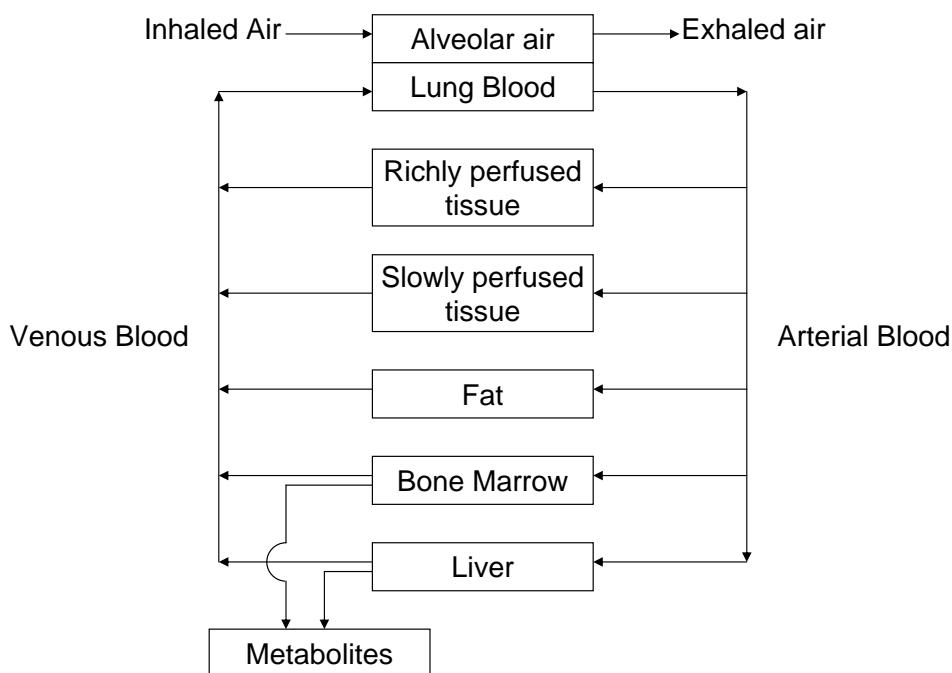 Inhaled Air
Alveolar air
Exhaled air
Lung Blood
Richly perfused
tissue
Slowly perfused
tissue
Venous Blood
Arterial Blood
Fat
Bone Marrow
Liver
Metabolites